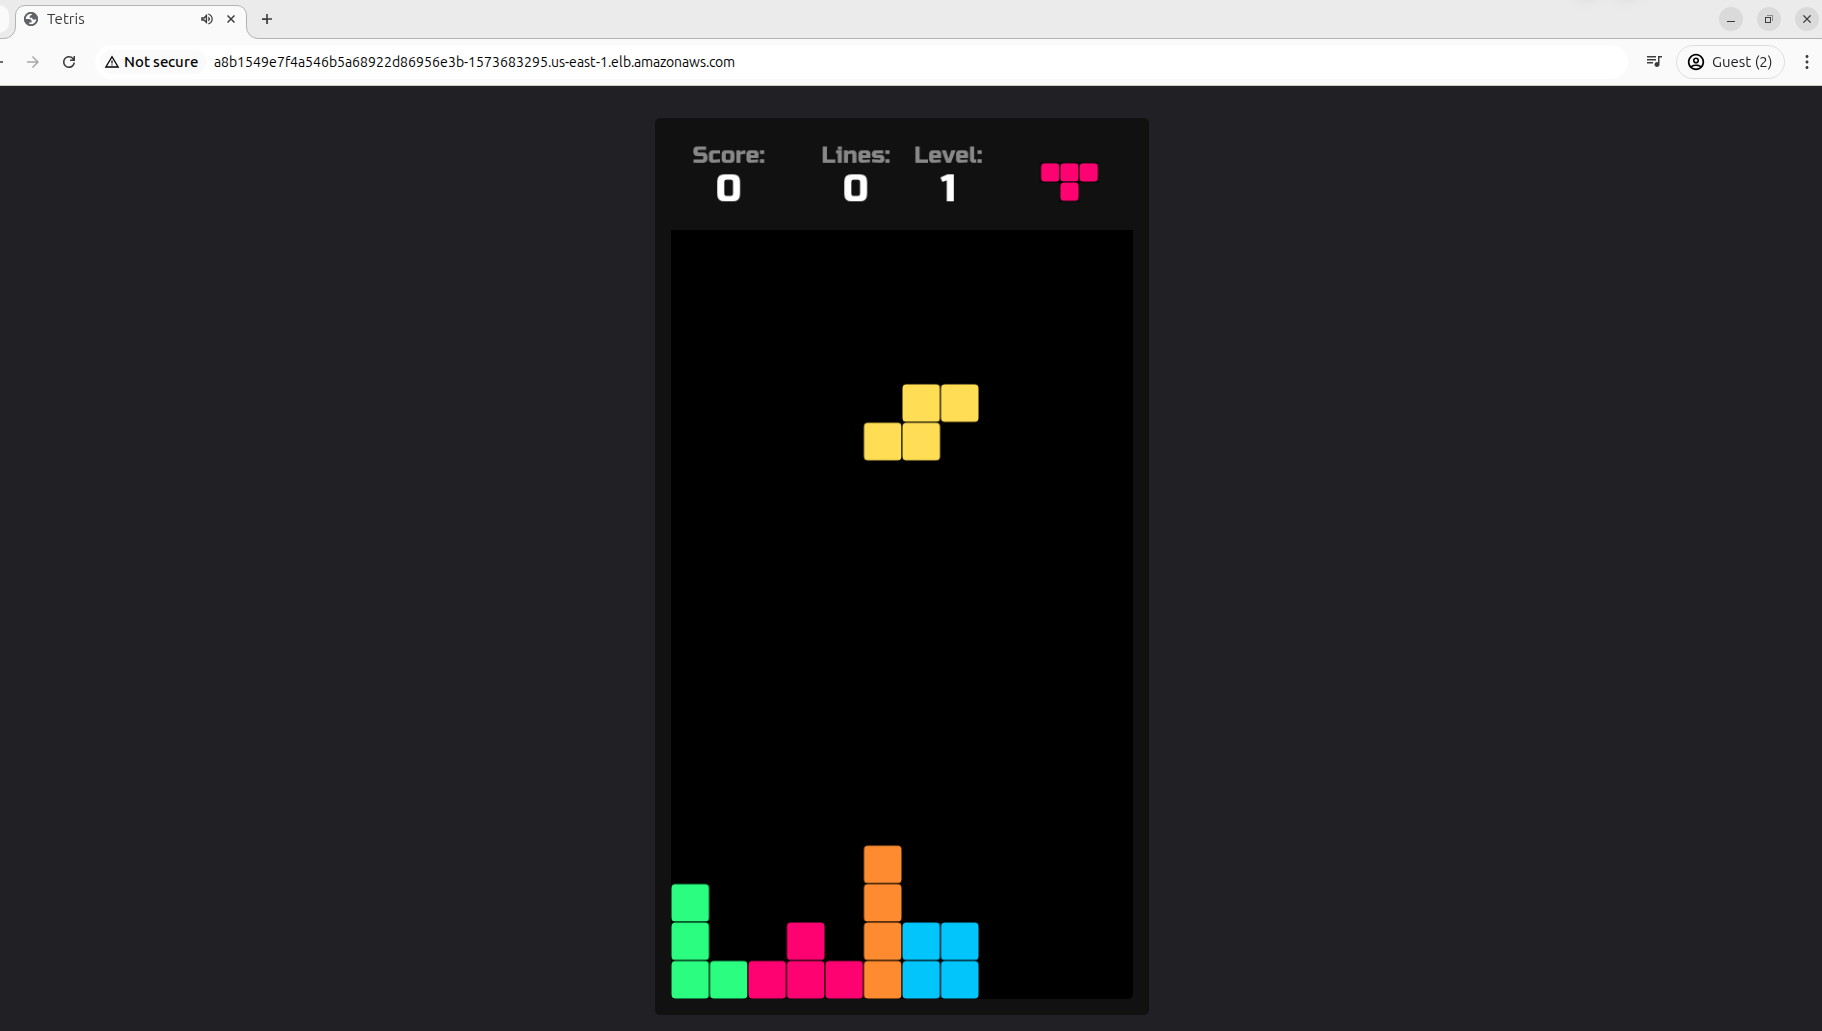 Tetris
Not secure
a8b1549e7f4a546b5a68922d86956e3b-1573683295.us-east-1.elb.amazonaws.com
Guest (2)
Score: Lines: Level:
0 0 1